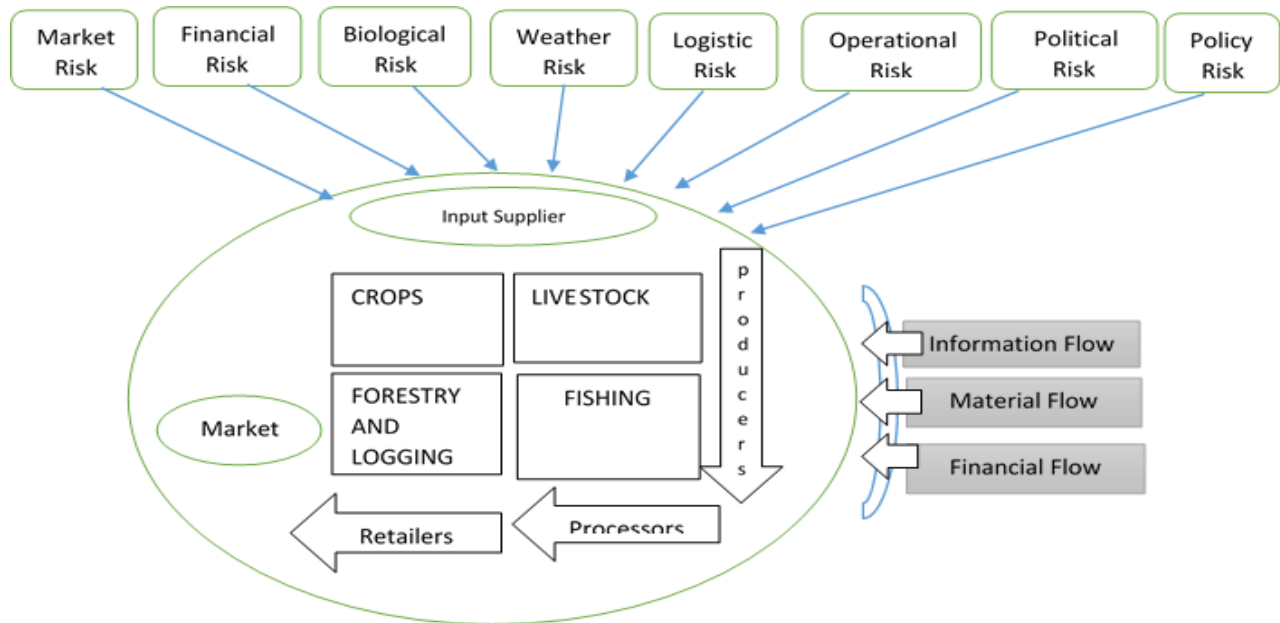 Market
Risk
Financial
Risk
Biological
Risk
Weather
Risk
Logistic
Risk
Operational
Risk
Political
Risk
Policy
Risk
Input Supplier
producers
CROPS
LIVESTOCK
FORESTRY
AND
LOGGING
FISHING
Market
Retailers
Processors
Information Flow
Material Flow
Financial Flow